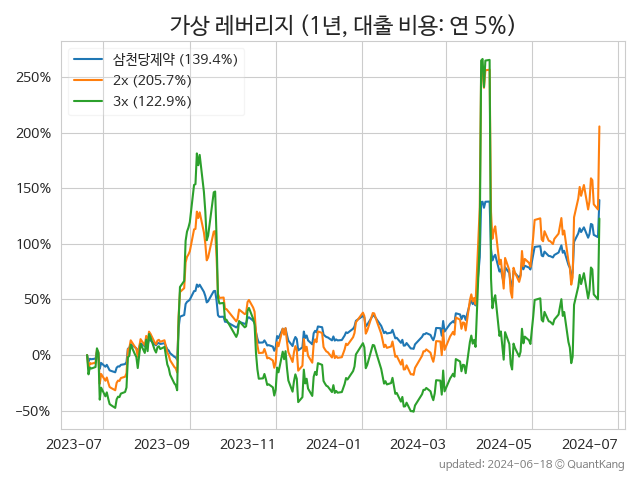 가상 레버리지 (1년, 대출 비용: 연 5%)
삼천당제약 (139.4%)
2x (205.7%)
3x (122.9%)
250%
200%
150%
100%
50%
0%
−50%
2023-07 2023-09 2023-11 2024-01 2024-03 2024-05 2024-07
updated: 2024-06-18 © QuantKang